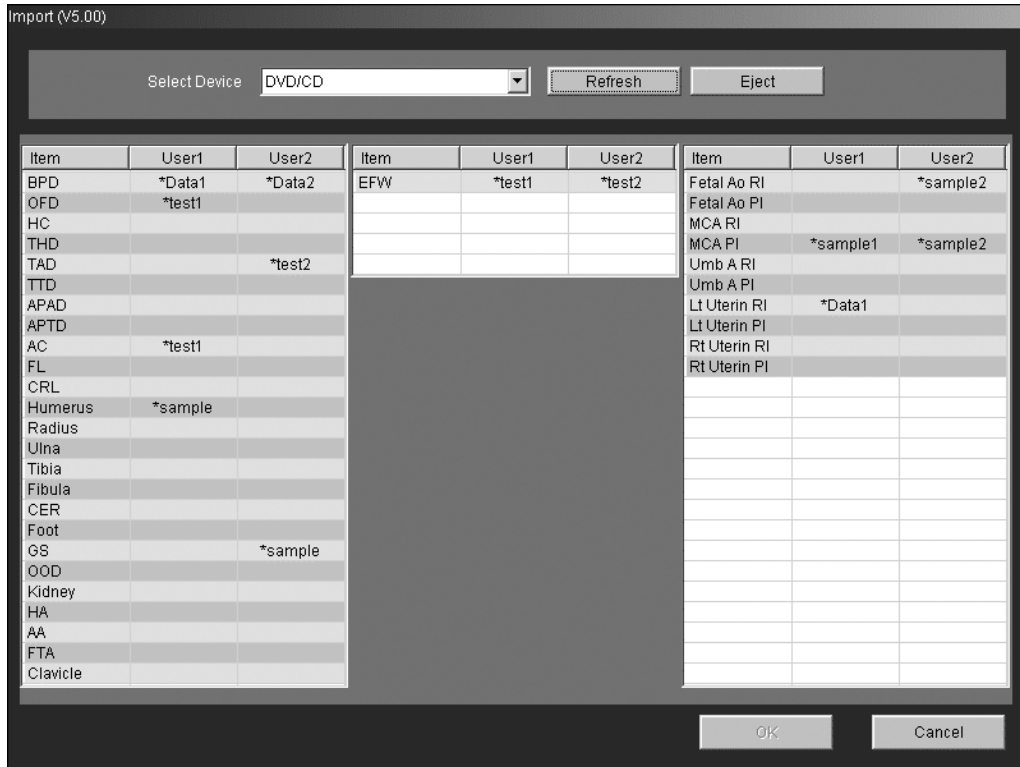 Import (V5.00)
Select Device DVD/CD Refresh Eject
Item User1 User2
BPD *Data1 *Data2
OFD *test1
HC
THD
TAD *test2
TTD
APAD
APTD
AC *test1
FL
CRL
Humerus *sample
Radius
Ulna
Tibia
Fibula
CER
Foot
GS *sample
OOD
Kidney
HA
AA
FTA
Clavicle
Item User1 User2
EFW *test1 *test2
Item User1 User2
Fetal Ao RI *sample2
Fetal Ao PI
MCA RI
MCA PI *sample1 *sample2
Umb A RI
Umb A PI
Lt Uterin RI *Data1
Lt Uterin PI
Rt Uterin RI
Rt Uterin PI
OK Cancel